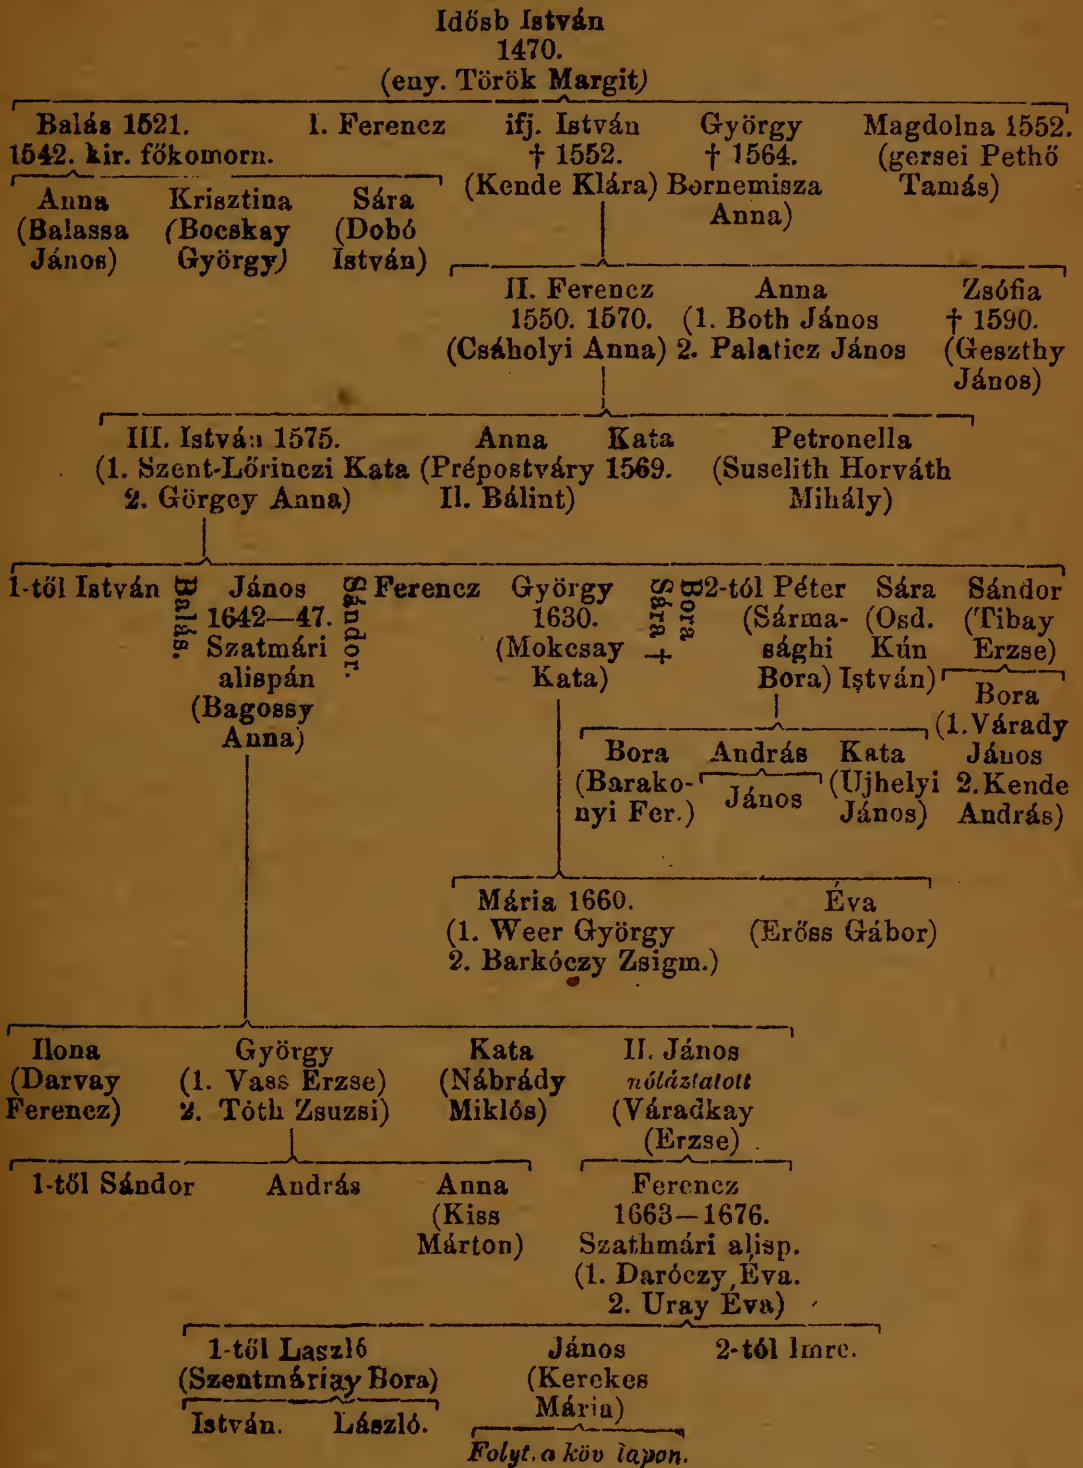 Idősb István
1470.
(eny. Török Margit)
Balás 1521. 1. Ferencz ifj. István György Magdolna 1552.
1542. kir. főkomorn. † 1552. † 1564. (gersei Pethő
(Kende Klára) Bornemisza Tamás)
Anna Krisztina Sára Anna)
(Balassa (Bocskay (Dobó
János) György) István)
II. Ferencz Anna Zsófia
1550. 1570. (1. Both János † 1590.
(Csáholyi Anna) 2. Palaticz János (Geszthy
János)
III. István 1575. Anna Kata Petronella
(1. Szent-Lőrinczi Kata (Prépostváry 1569. (Suselith Horváth
2. Görgey Anna) II. Bálint) Mihály)
1-től István Balás. János Sándor. Ferencz György Sára † Bora 2-tól Péter Sára Sándor
1642—47. 1630. (Sárma- (Osd. (Tibay
Szatmári (Mokcsay sághi Kún Erzse)
alispán Kata) Bora) István) Bora
(Bagossy (1. Várady
Anna) Bora András Kata János
(Barako- János (Ujhelyi 2. Kende
nyi Fer.) János) András)
Mária 1660. Éva
(1. Weer György (Erőss Gábor)
2. Barkóczy Zsigm.)
Ilona György Kata II. János
(Darvay (1. Vass Erzse) (Nábrády nótáztatott
Ferencz) 2. Tóth Zsuzsi) Miklós) (Váradkay
(Erzse)
1-től Sándor András Anna Ferencz
(Kiss 1663—1676.
Márton) Szathmári alisp.
(1. Daróczy Éva.
2. Uray Éva)
1-től Laszló János 2-tól Imre.
(Szentmáriay Bora) (Kerekes
István. László. Mária)
Folyt. a köv lapon.